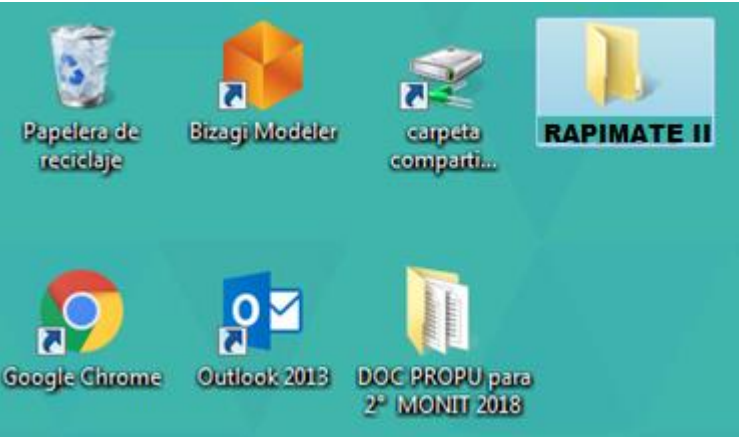 Papelera de
reciclaje
Bizagi Modeler
carpeta
comparti...
RAPIMATE II
Google Chrome
Outlook 2013
DOC PROPU para
2° MONIT 2018